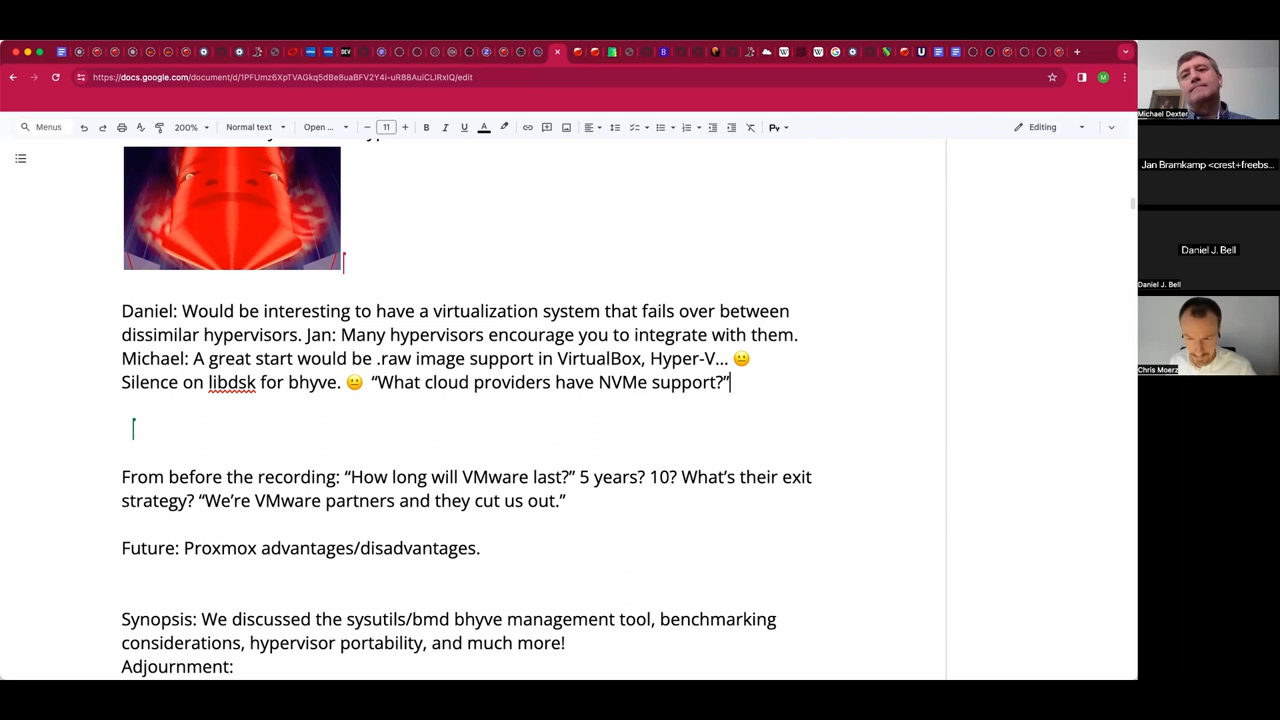 https://docs.google.com/document/d/1PFUmz6XpTVAGkq5dBe8uaBFV2Y4i-uR88AuiCLIRxIQ/edit
Menus
200%
Normal text
Open ...
11
B
I
U
A
Editing
Daniel: Would be interesting to have a virtualization system that fails over between
dissimilar hypervisors. Jan: Many hypervisors encourage you to integrate with them.
Michael: A great start would be .raw image support in VirtualBox, Hyper-V... 😐
Silence on libdsk for bhyve. 😐 “What cloud providers have NVMe support?”
From before the recording: “How long will VMware last?” 5 years? 10? What’s their exit
strategy? “We’re VMware partners and they cut us out.”
Future: Proxmox advantages/disadvantages.
Synopsis: We discussed the sysutils/bmd bhyve management tool, benchmarking
considerations, hypervisor portability, and much more!
Adjournment:
Michael Dexter
Jan Bramkamp <crest+freebs...
Daniel J. Bell
Daniel J. Bell
Chris Moerz